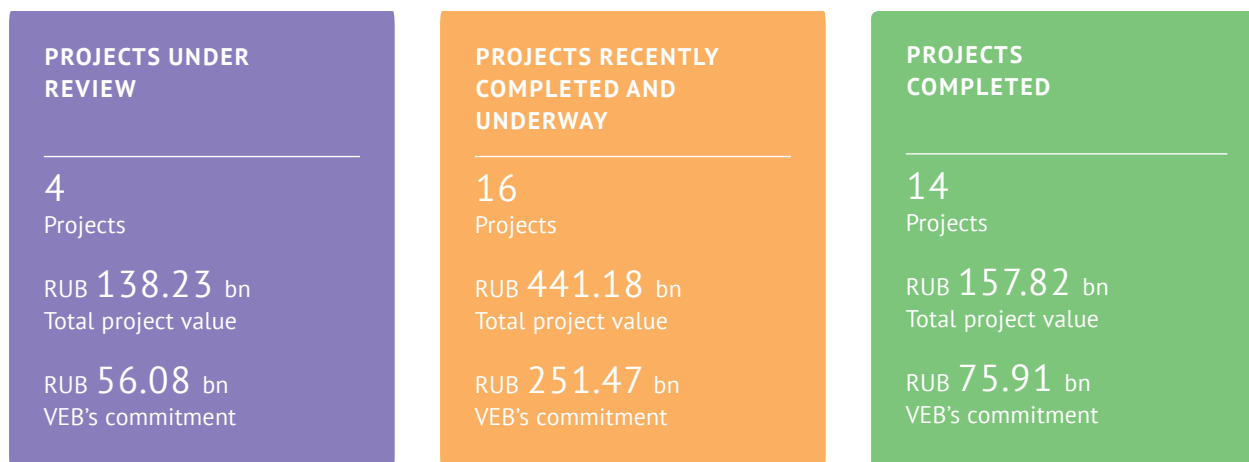 PROJECTS UNDER
REVIEW
4
Projects
RUB 138.23 bn
Total project value
RUB 56.08 bn
VEB's commitment
PROJECTS RECENTLY
COMPLETED AND
UNDERWAY
16
Projects
RUB 441.18 bn
Total project value
RUB 251.47 bn
VEB's commitment
PROJECTS
COMPLETED
14
Projects
RUB 157.82 bn
Total project value
RUB 75.91 bn
VEB's commitment